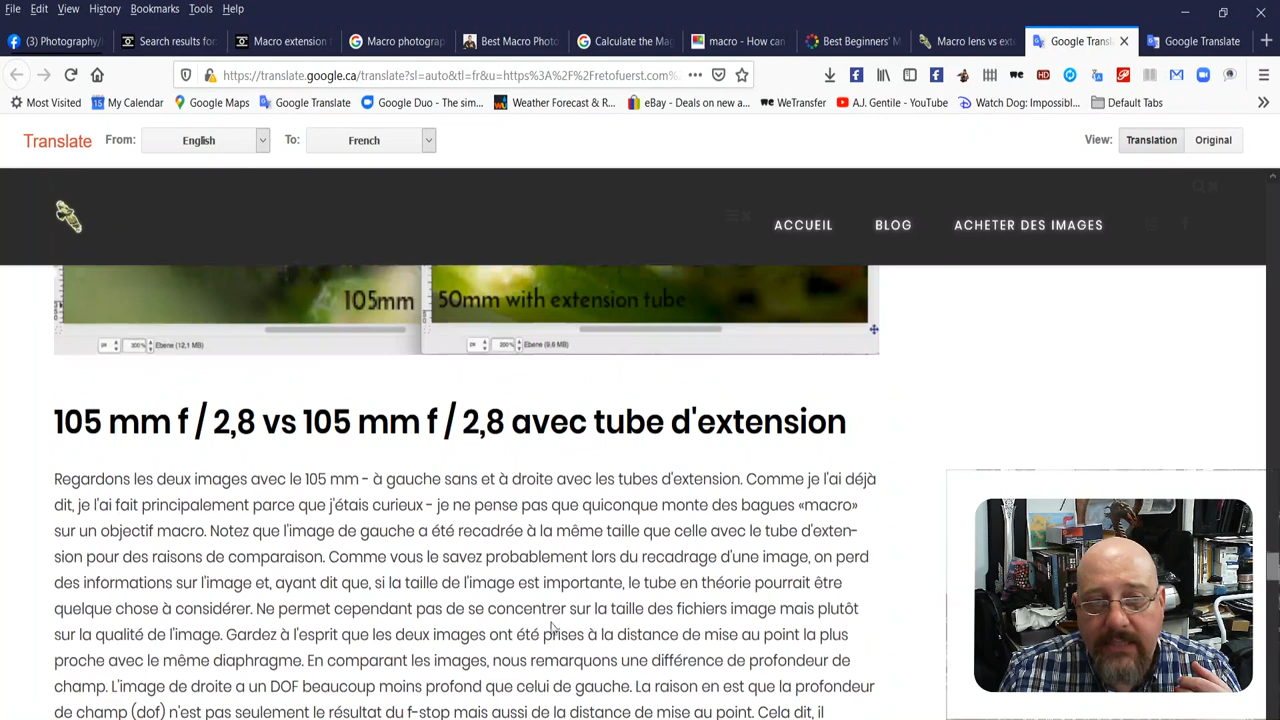 File Edit View History Bookmarks Tools Help
(3) Photography/ Search results for: Macro extension Macro photogra Best Macro Photo Calculate the Mag macro - How can Best Beginners' M Macro lens vs ext Google Transl Google Translate
https://translate.google.ca/translate?sl=auto&tl=fr&u=https%3A%2F%2Fretofuerst.com
Most Visited My Calendar Google Maps Google Translate Google Duo - The sim... Weather Forecast & R... eBay - Deals on new a... WeTransfer A.J. Gentile - YouTube Watch Dog: Impossibl... Default Tabs
Translate From: English To: French View: Translation Original
ACCUEIL BLOG ACHETER DES IMAGES
105mm 50mm with extension tube
px 300% Ebene (12,1 MB) px 300% Ebene (9,6 MB)
105 mm f / 2,8 vs 105 mm f / 2,8 avec tube d'extension
Regardons les deux images avec le 105 mm - à gauche sans et à droite avec les tubes d'extension. Comme je l'ai déjà
dit, je l'ai fait principalement parce que j'étais curieux - je ne pense pas que quiconque monte des bagues «macro»
sur un objectif macro. Notez que l'image de gauche a été recadrée à la même taille que celle avec le tube d'exten-
sion pour des raisons de comparaison. Comme vous le savez probablement lors du recadrage d'une image, on perd
des informations sur l'image et, ayant dit que, si la taille de l'image est importante, le tube en théorie pourrait être
quelque chose à considérer. Ne permet cependant pas de se concentrer sur la taille des fichiers image mais plutôt
sur la qualité de l'image. Gardez à l'esprit que les deux images ont été prises à la distance de mise au point la plus
proche avec le même diaphragme. En comparant les images, nous remarquons une différence de profondeur de
champ. L'image de droite a un DOF beaucoup moins profond que celui de gauche. La raison en est que la profondeur
de champ (dof) n'est pas seulement le résultat du f-stop mais aussi de la distance de mise au point. Cela dit, il